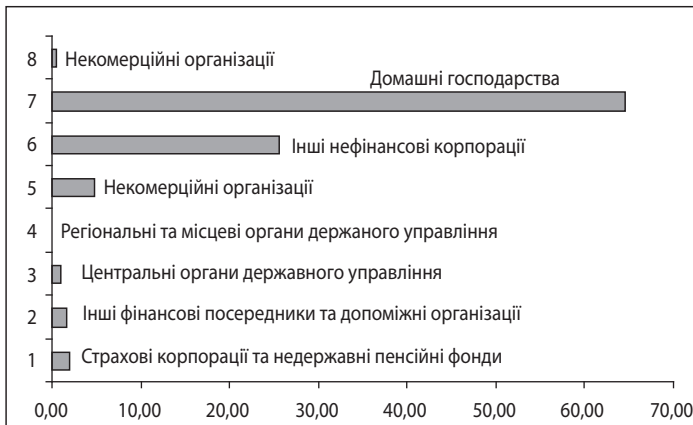 8 Некомерційні організації
Домашні господарства
7
6 Інші нефінансові корпорації
5 Некомерційні організації
4 Регіональні та місцеві органи держаного управління
3 Центральні органи державного управління
2 Інші фінансові посередники та допоміжні організації
1 Страхові корпорації та недержавні пенсійні фонди
0,00 10,00 20,00 30,00 40,00 50,00 60,00 70,00